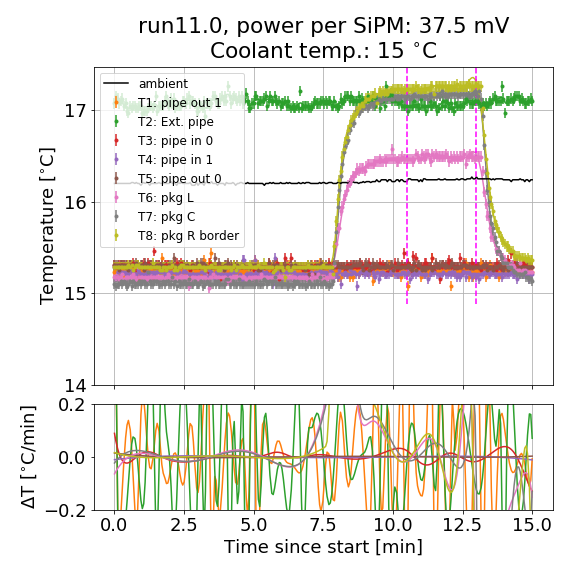 run11.0, power per SiPM: 37.5 mV
Coolant temp.: 15 °C
Temperature [°C]
17
16
15
14
ambient
T1: pipe out 1
T2: Ext. pipe
T3: pipe in 0
T4: pipe in 1
T5: pipe out 0
T6: pkg L
T7: pkg C
T8: pkg R border
ΔT [°C/min]
0.2
0.0
−0.2
0.0 2.5 5.0 7.5 10.0 12.5 15.0
Time since start [min]